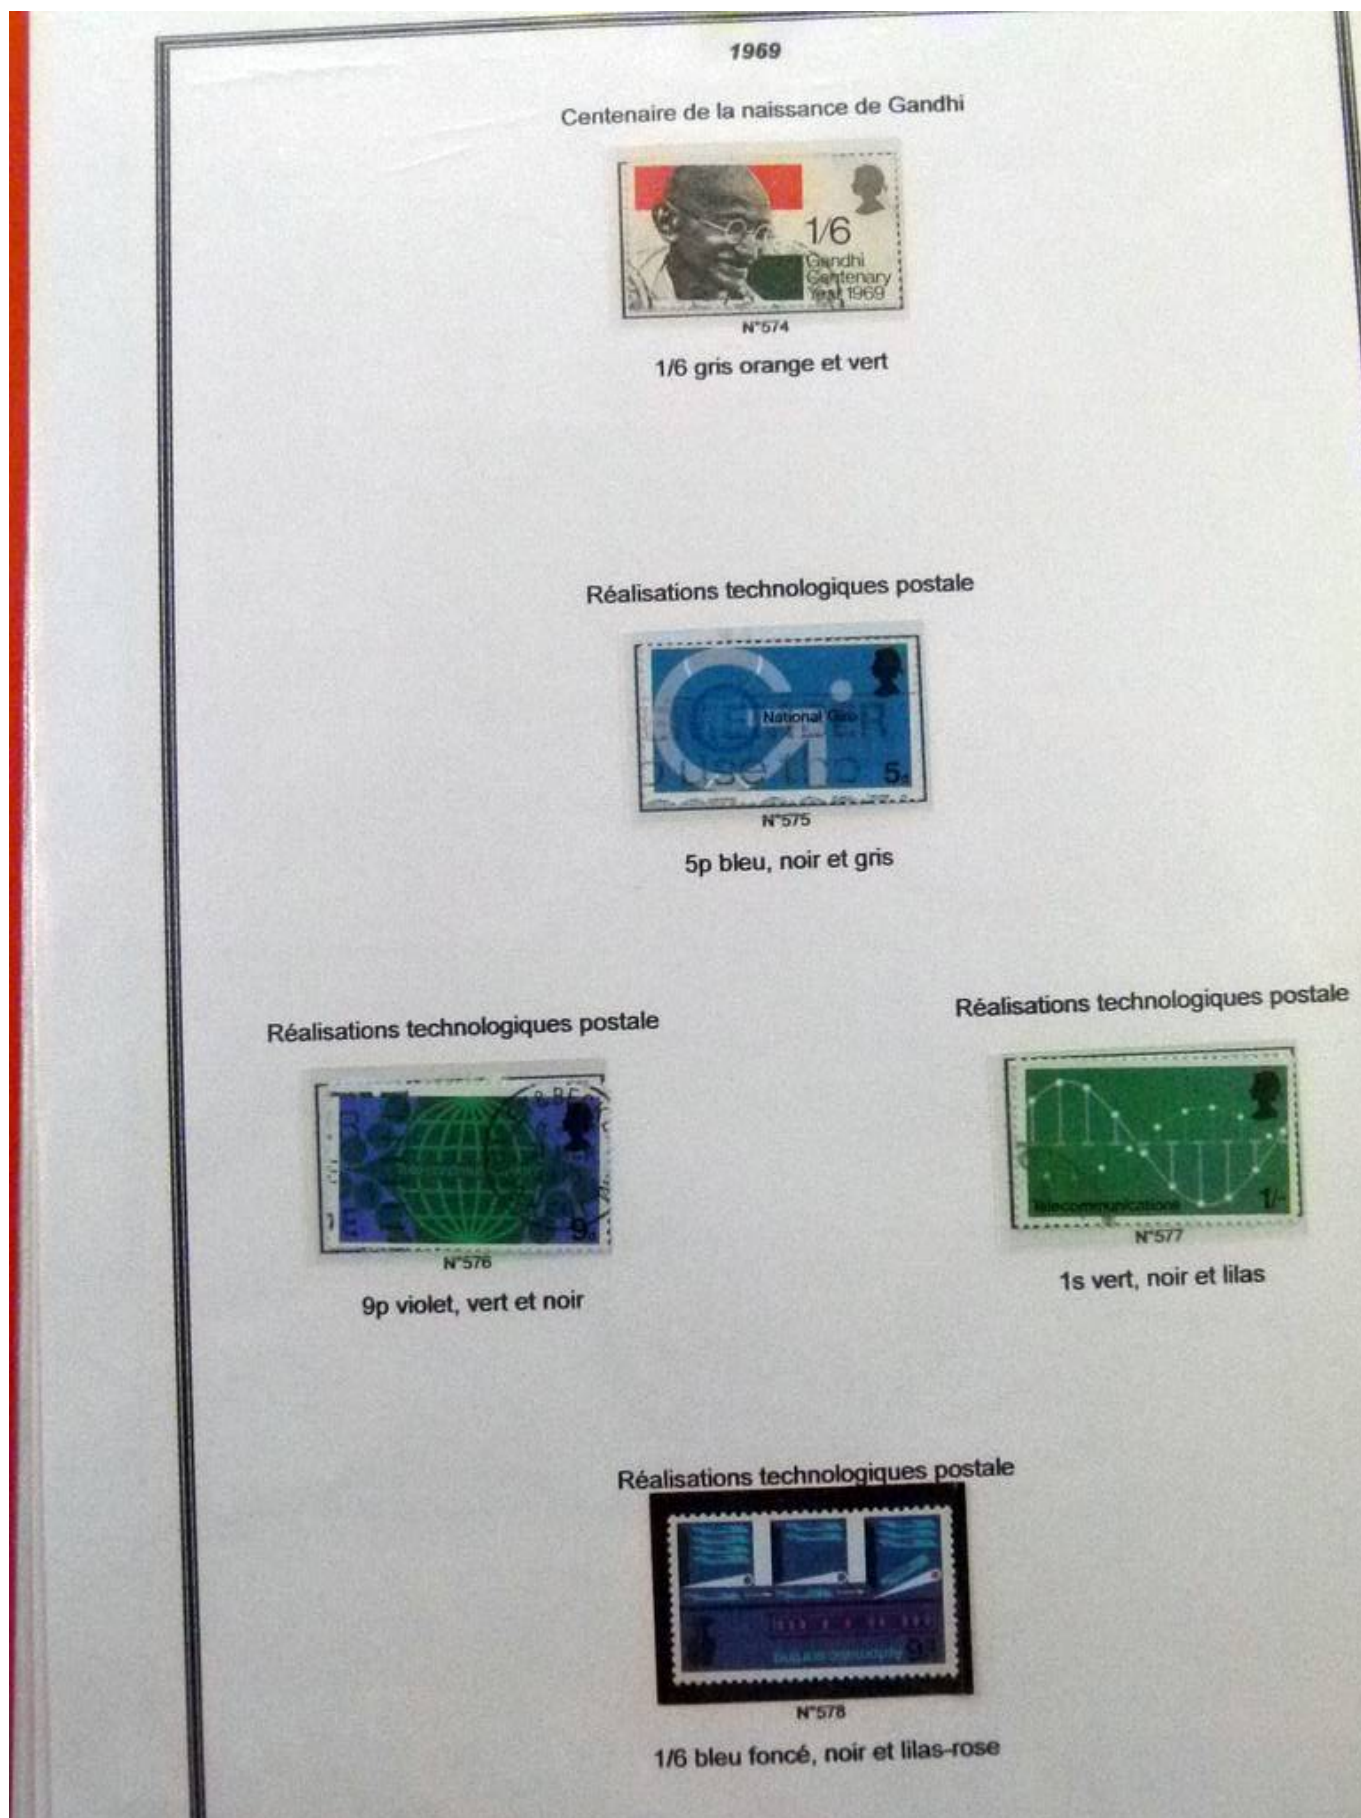 1969
Centenaire de la naissance de Gandhi
1/6
Gandhi
Centenary
Year 1969
N°574
1/6 gris orange et vert
Réalisations technologiques postale
National Giro
5d
N°575
5p bleu, noir et gris
Réalisations technologiques postale
Réalisations technologiques postale
9d
N°576
9p violet, vert et noir
Telecommunications
1/-
N°577
1s vert, noir et lilas
Réalisations technologiques postale
N°578
1/6 bleu foncé, noir et lilas-rose